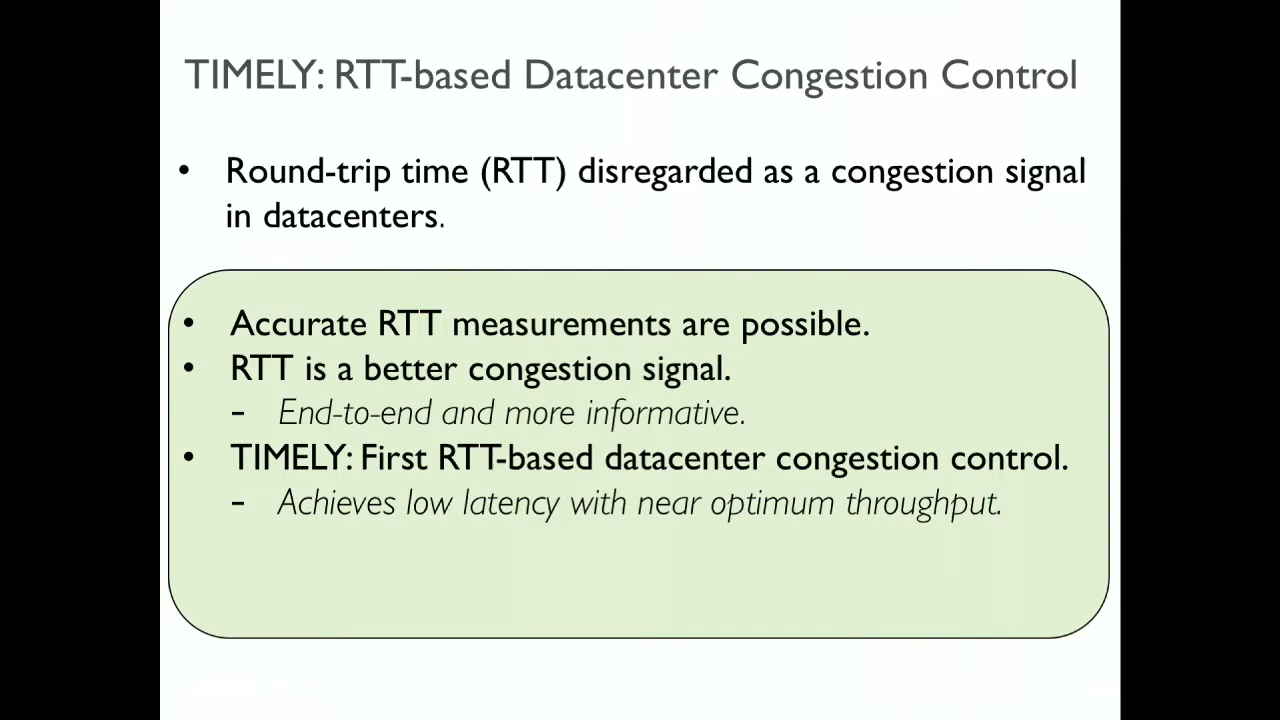 TIMELY: RTT-based Datacenter Congestion Control
• Round-trip time (RTT) disregarded as a congestion signal
in datacenters.
• Accurate RTT measurements are possible.
• RTT is a better congestion signal.
– End-to-end and more informative.
• TIMELY: First RTT-based datacenter congestion control.
– Achieves low latency with near optimum throughput.